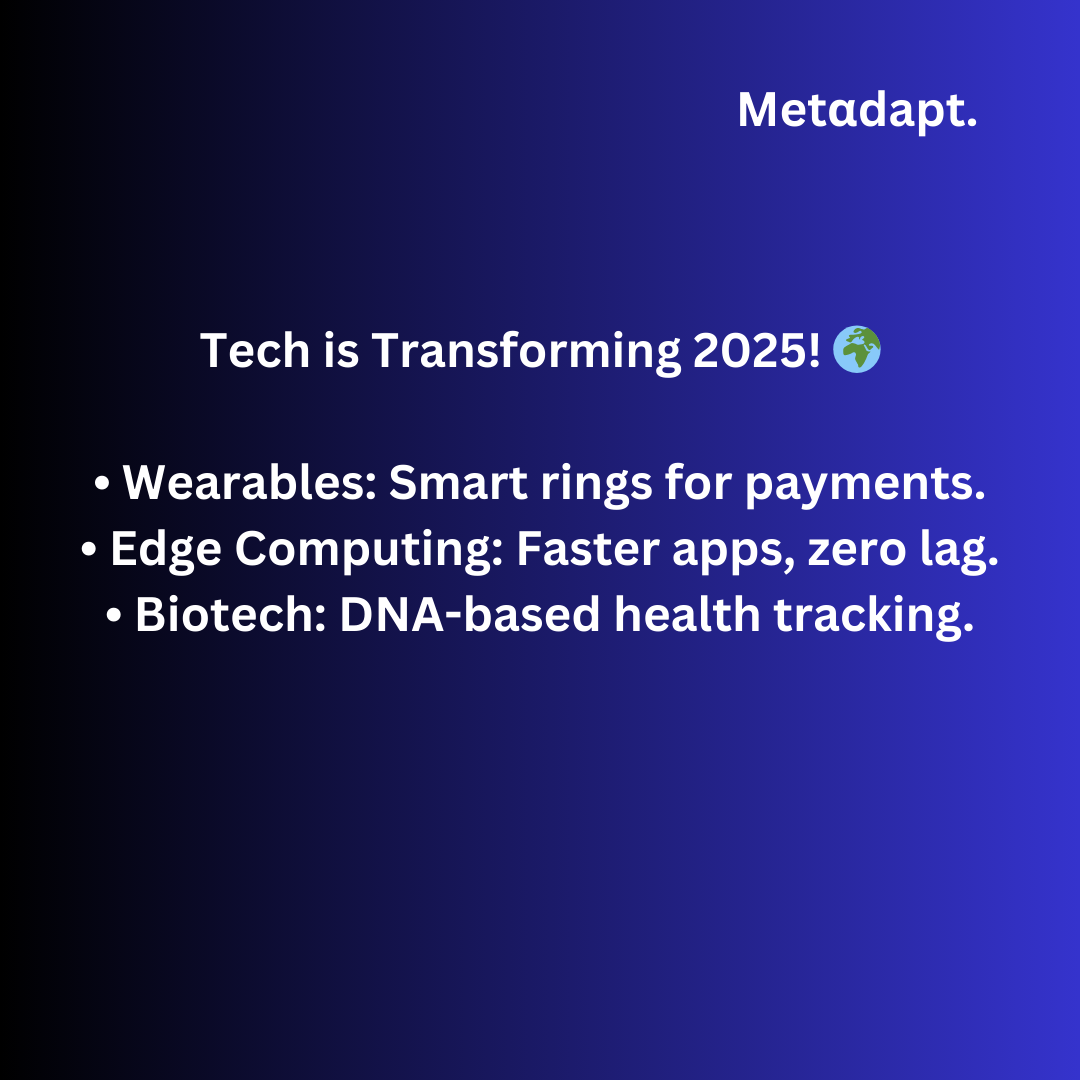 Metαdapt.
Tech is Transforming 2025! 🌍
• Wearables: Smart rings for payments.
• Edge Computing: Faster apps, zero lag.
• Biotech: DNA-based health tracking.